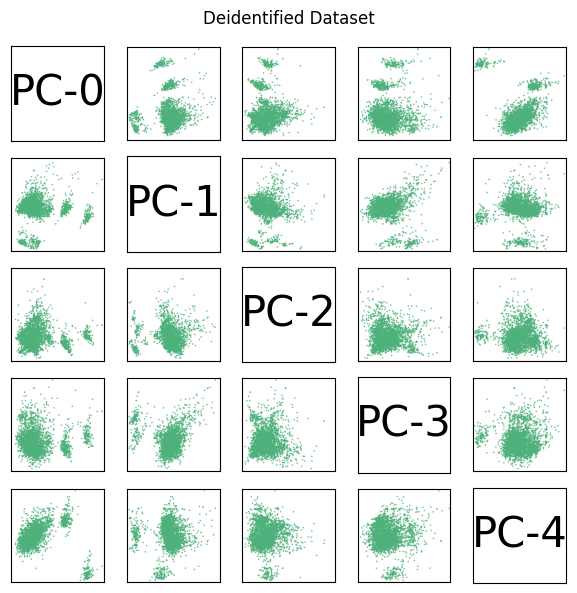 Deidentified Dataset
PC-0
PC-1
PC-2
PC-3
PC-4